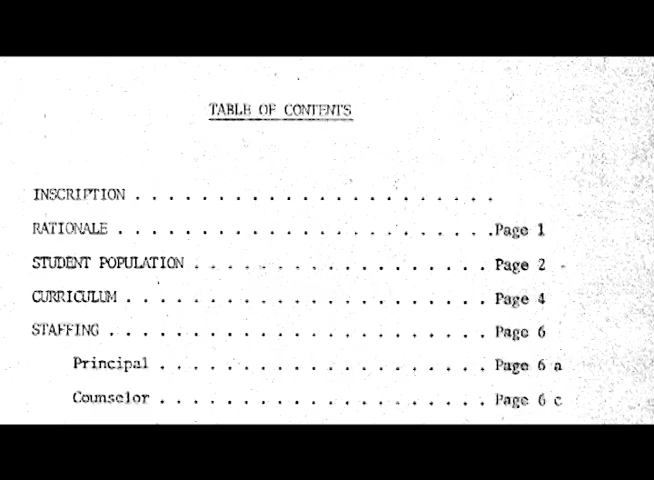 TABLE OF CONTENTS
INSCRIPTION . . . . . . . . . . . . . . . . . . . . . .
RATIONALE . . . . . . . . . . . . . . . . . . . . . . .Page 1
STUDENT POPULATION . . . . . . . . . . . . . . . . . . Page 2
CURRICULUM . . . . . . . . . . . . . . . . . . . . . . Page 4
STAFFING . . . . . . . . . . . . . . . . . . . . . . . Page 6
Principal . . . . . . . . . . . . . . . . . . . . Page 6 a
Counselor . . . . . . . . . . . . . . . . . . . . Page 6 c